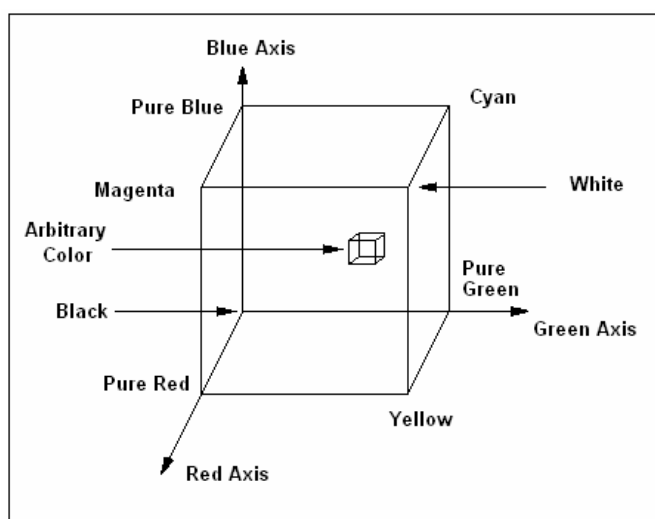 Blue Axis
Pure Blue
Cyan
Magenta
White
Arbitrary
Color
Pure
Green
Black
Green Axis
Pure Red
Yellow
Red Axis